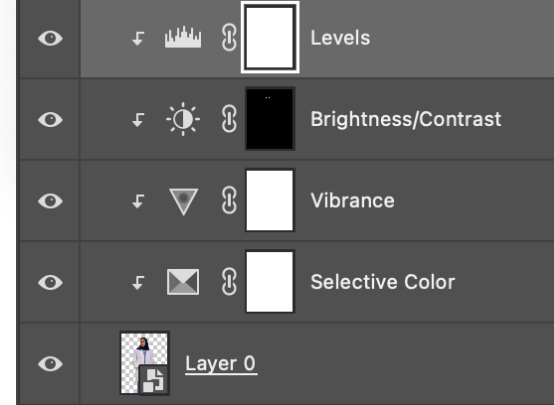 Levels
Brightness/Contrast
Vibrance
Selective Color
Layer 0